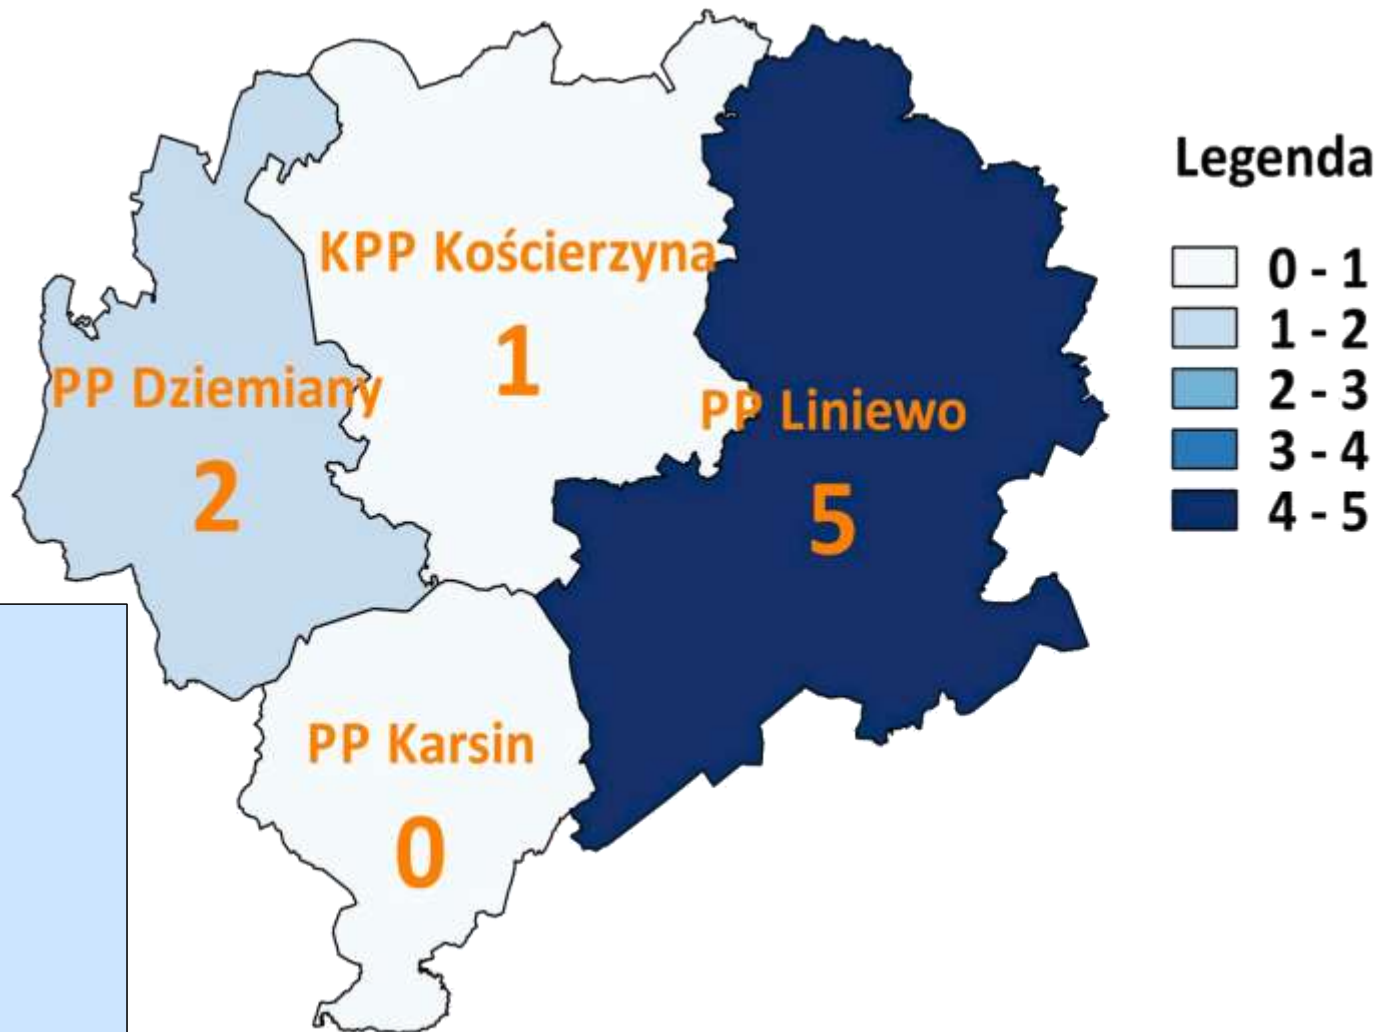 Legenda
0 - 1
1 - 2
2 - 3
3 - 4
4 - 5
KPP Kościerzyna
1
PP Dziemiany
2
PP Liniewo
5
PP Karsin
0